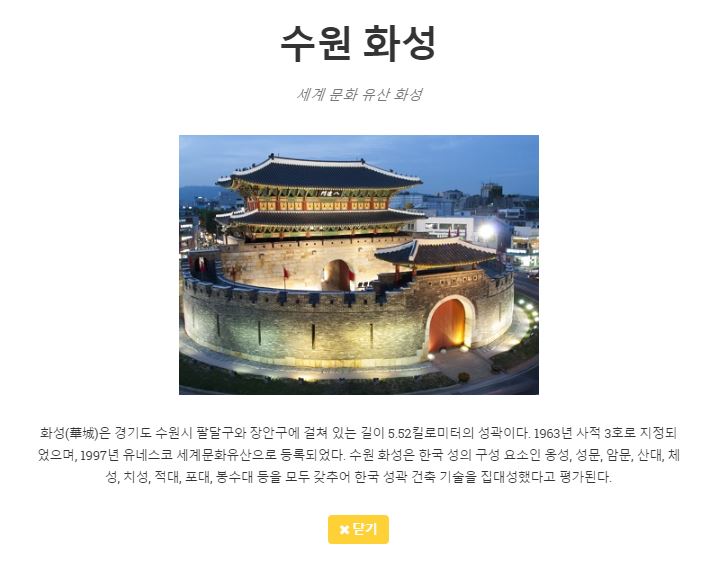 수원 화성
세계 문화 유산 화성
화성(華城)은 경기도 수원시 팔달구와 장안구에 걸쳐 있는 길이 5.52킬로미터의 성곽이다. 1963년 사적 3호로 지정되
었으며, 1997년 유네스코 세계문화유산으로 등록되었다. 수원 화성은 한국 성의 구성 요소인 옹성, 성문, 암문, 산대, 체
성, 치성, 적대, 포대, 봉수대 등을 모두 갖추어 한국 성곽 건축 기술을 집대성했다고 평가된다.
✖ 닫기